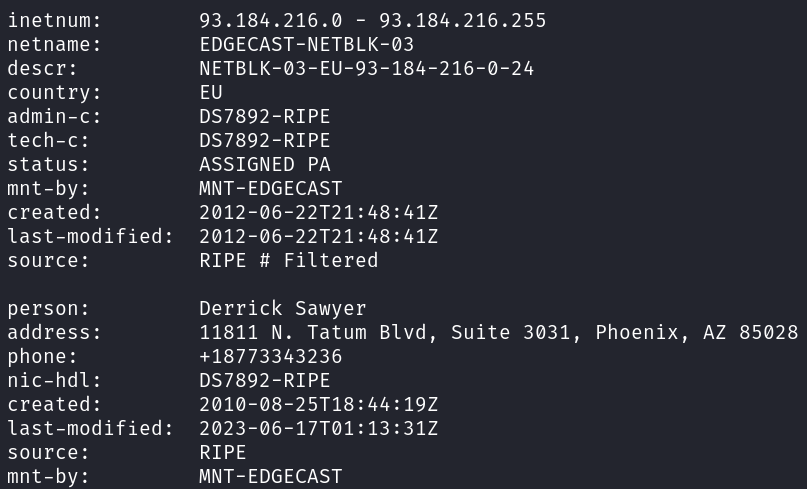 inetnum:        93.184.216.0 - 93.184.216.255
netname:        EDGECAST-NETBLK-03
descr:          NETBLK-03-EU-93-184-216-0-24
country:        EU
admin-c:        DS7892-RIPE
tech-c:         DS7892-RIPE
status:         ASSIGNED PA
mnt-by:         MNT-EDGECAST
created:        2012-06-22T21:48:41Z
last-modified:  2012-06-22T21:48:41Z
source:         RIPE # Filtered

person:         Derrick Sawyer
address:        11811 N. Tatum Blvd, Suite 3031, Phoenix, AZ 85028
phone:          +18773343236
nic-hdl:        DS7892-RIPE
created:        2010-08-25T18:44:19Z
last-modified:  2023-06-17T01:13:31Z
source:         RIPE
mnt-by:         MNT-EDGECAST